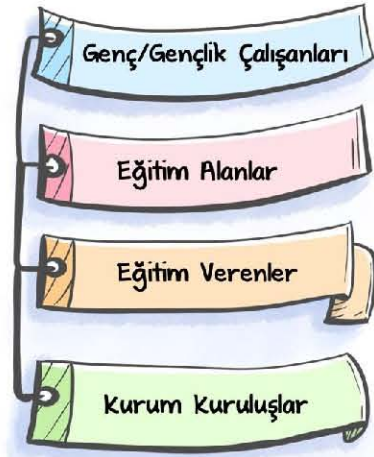 Genç/Gençlik Çalışanları
Eğitim Alanlar
Eğitim Verenler
Kurum Kuruluşlar